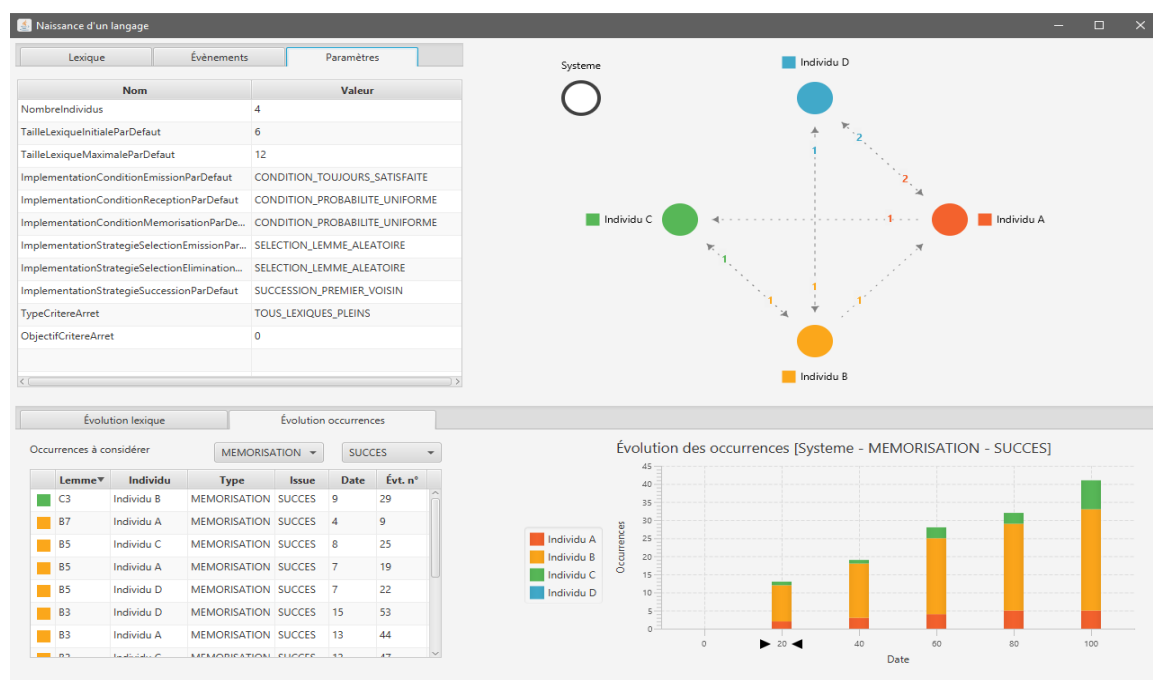 Naissance d'un langage
Lexique Évènements Paramètres
Nom Valeur
NombreIndividus 4
TailleLexiqueInitialeParDefaut 6
TailleLexiqueMaximaleParDefaut 12
ImplementationConditionEmissionParDefaut CONDITION_TOUJOURS_SATISFAITE
ImplementationConditionReceptionParDefaut CONDITION_PROBABILITE_UNIFORME
ImplementationConditionMemorisationParDe... CONDITION_PROBABILITE_UNIFORME
ImplementationStrategieSelectionEmissionPar... SELECTION_LEMME_ALEATOIRE
ImplementationStrategieSelectionElimination... SELECTION_LEMME_ALEATOIRE
ImplementationStrategieSuccessionParDefaut SUCCESSION_PREMIER_VOISIN
TypeCritereArret TOUS_LEXIQUES_PLEINS
ObjectifCritereArret 0
Systeme
Individu D
2
1
2
Individu C
1
Individu A
1
1
1
1
Individu B
Évolution lexique Évolution occurrences
Occurrences à considérer MEMORISATION SUCCES
Lemme Individu Type Issue Date Évt. n°
C3 Individu B MEMORISATION SUCCES 9 29
B7 Individu A MEMORISATION SUCCES 4 9
B5 Individu C MEMORISATION SUCCES 8 25
B5 Individu A MEMORISATION SUCCES 7 19
B5 Individu D MEMORISATION SUCCES 7 22
B3 Individu D MEMORISATION SUCCES 15 53
B3 Individu A MEMORISATION SUCCES 13 44
Évolution des occurrences [Systeme - MEMORISATION - SUCCES]
Individu A
Individu B
Individu C
Individu D
Occurrences
45
40
35
30
25
20
15
10
5
0
0 20 40 60 80 100
Date